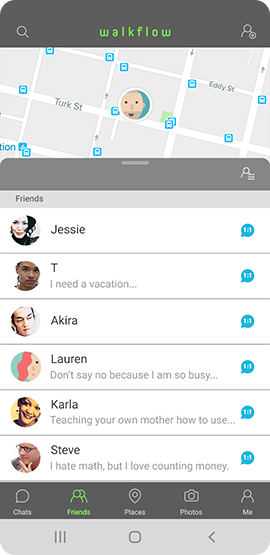 walkflow
Eddy St
Turk St
ation
Friends
Jessie
1:1
T
I need a vacation...
1:1
Akira
1:1
Lauren
Don't say no because I am so busy...
1:1
Karla
Teaching your own mother how to use...
1:1
Steve
I hate math, but I love counting money.
1:1
Chats Friends Places Photos Me